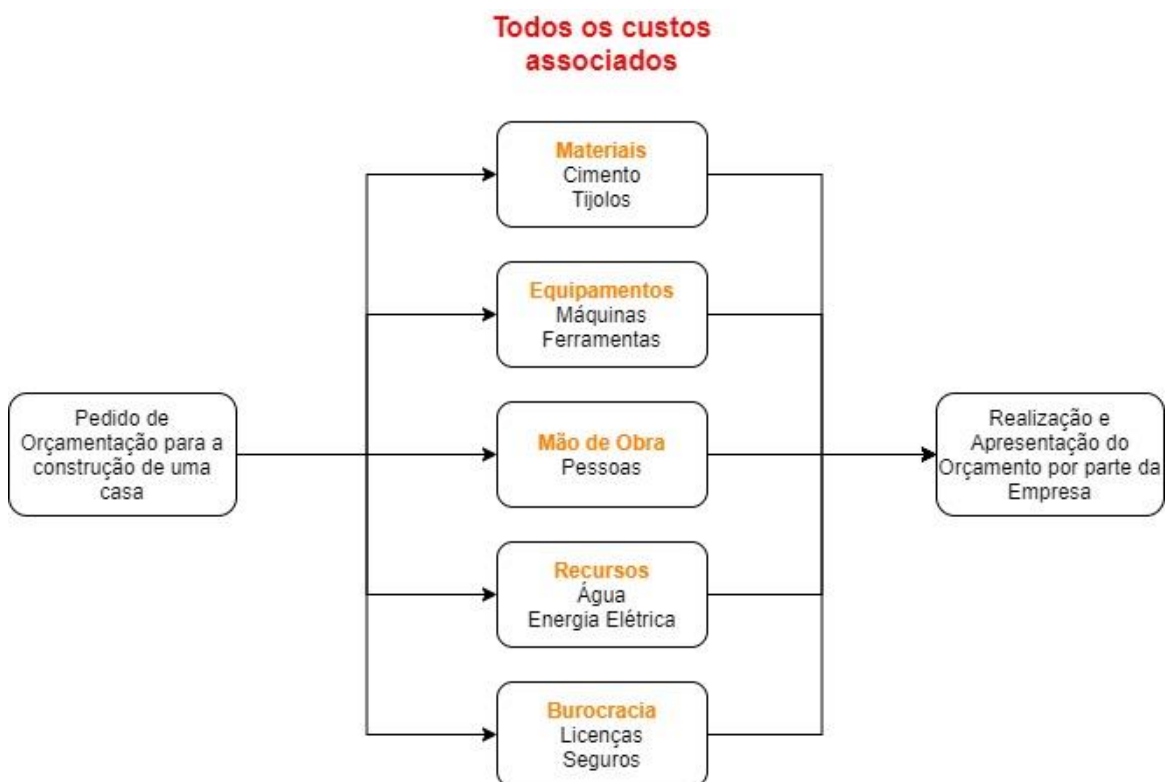 Todos os custos
associados
Materiais
Cimento
Tijolos
Equipamentos
Máquinas
Ferramentas
Pedido de
Orçamentação para a
construção de uma
casa
Mão de Obra
Pessoas
Realização e
Apresentação do
Orçamento por parte da
Empresa
Recursos
Água
Energia Elétrica
Burocracia
Licenças
Seguros